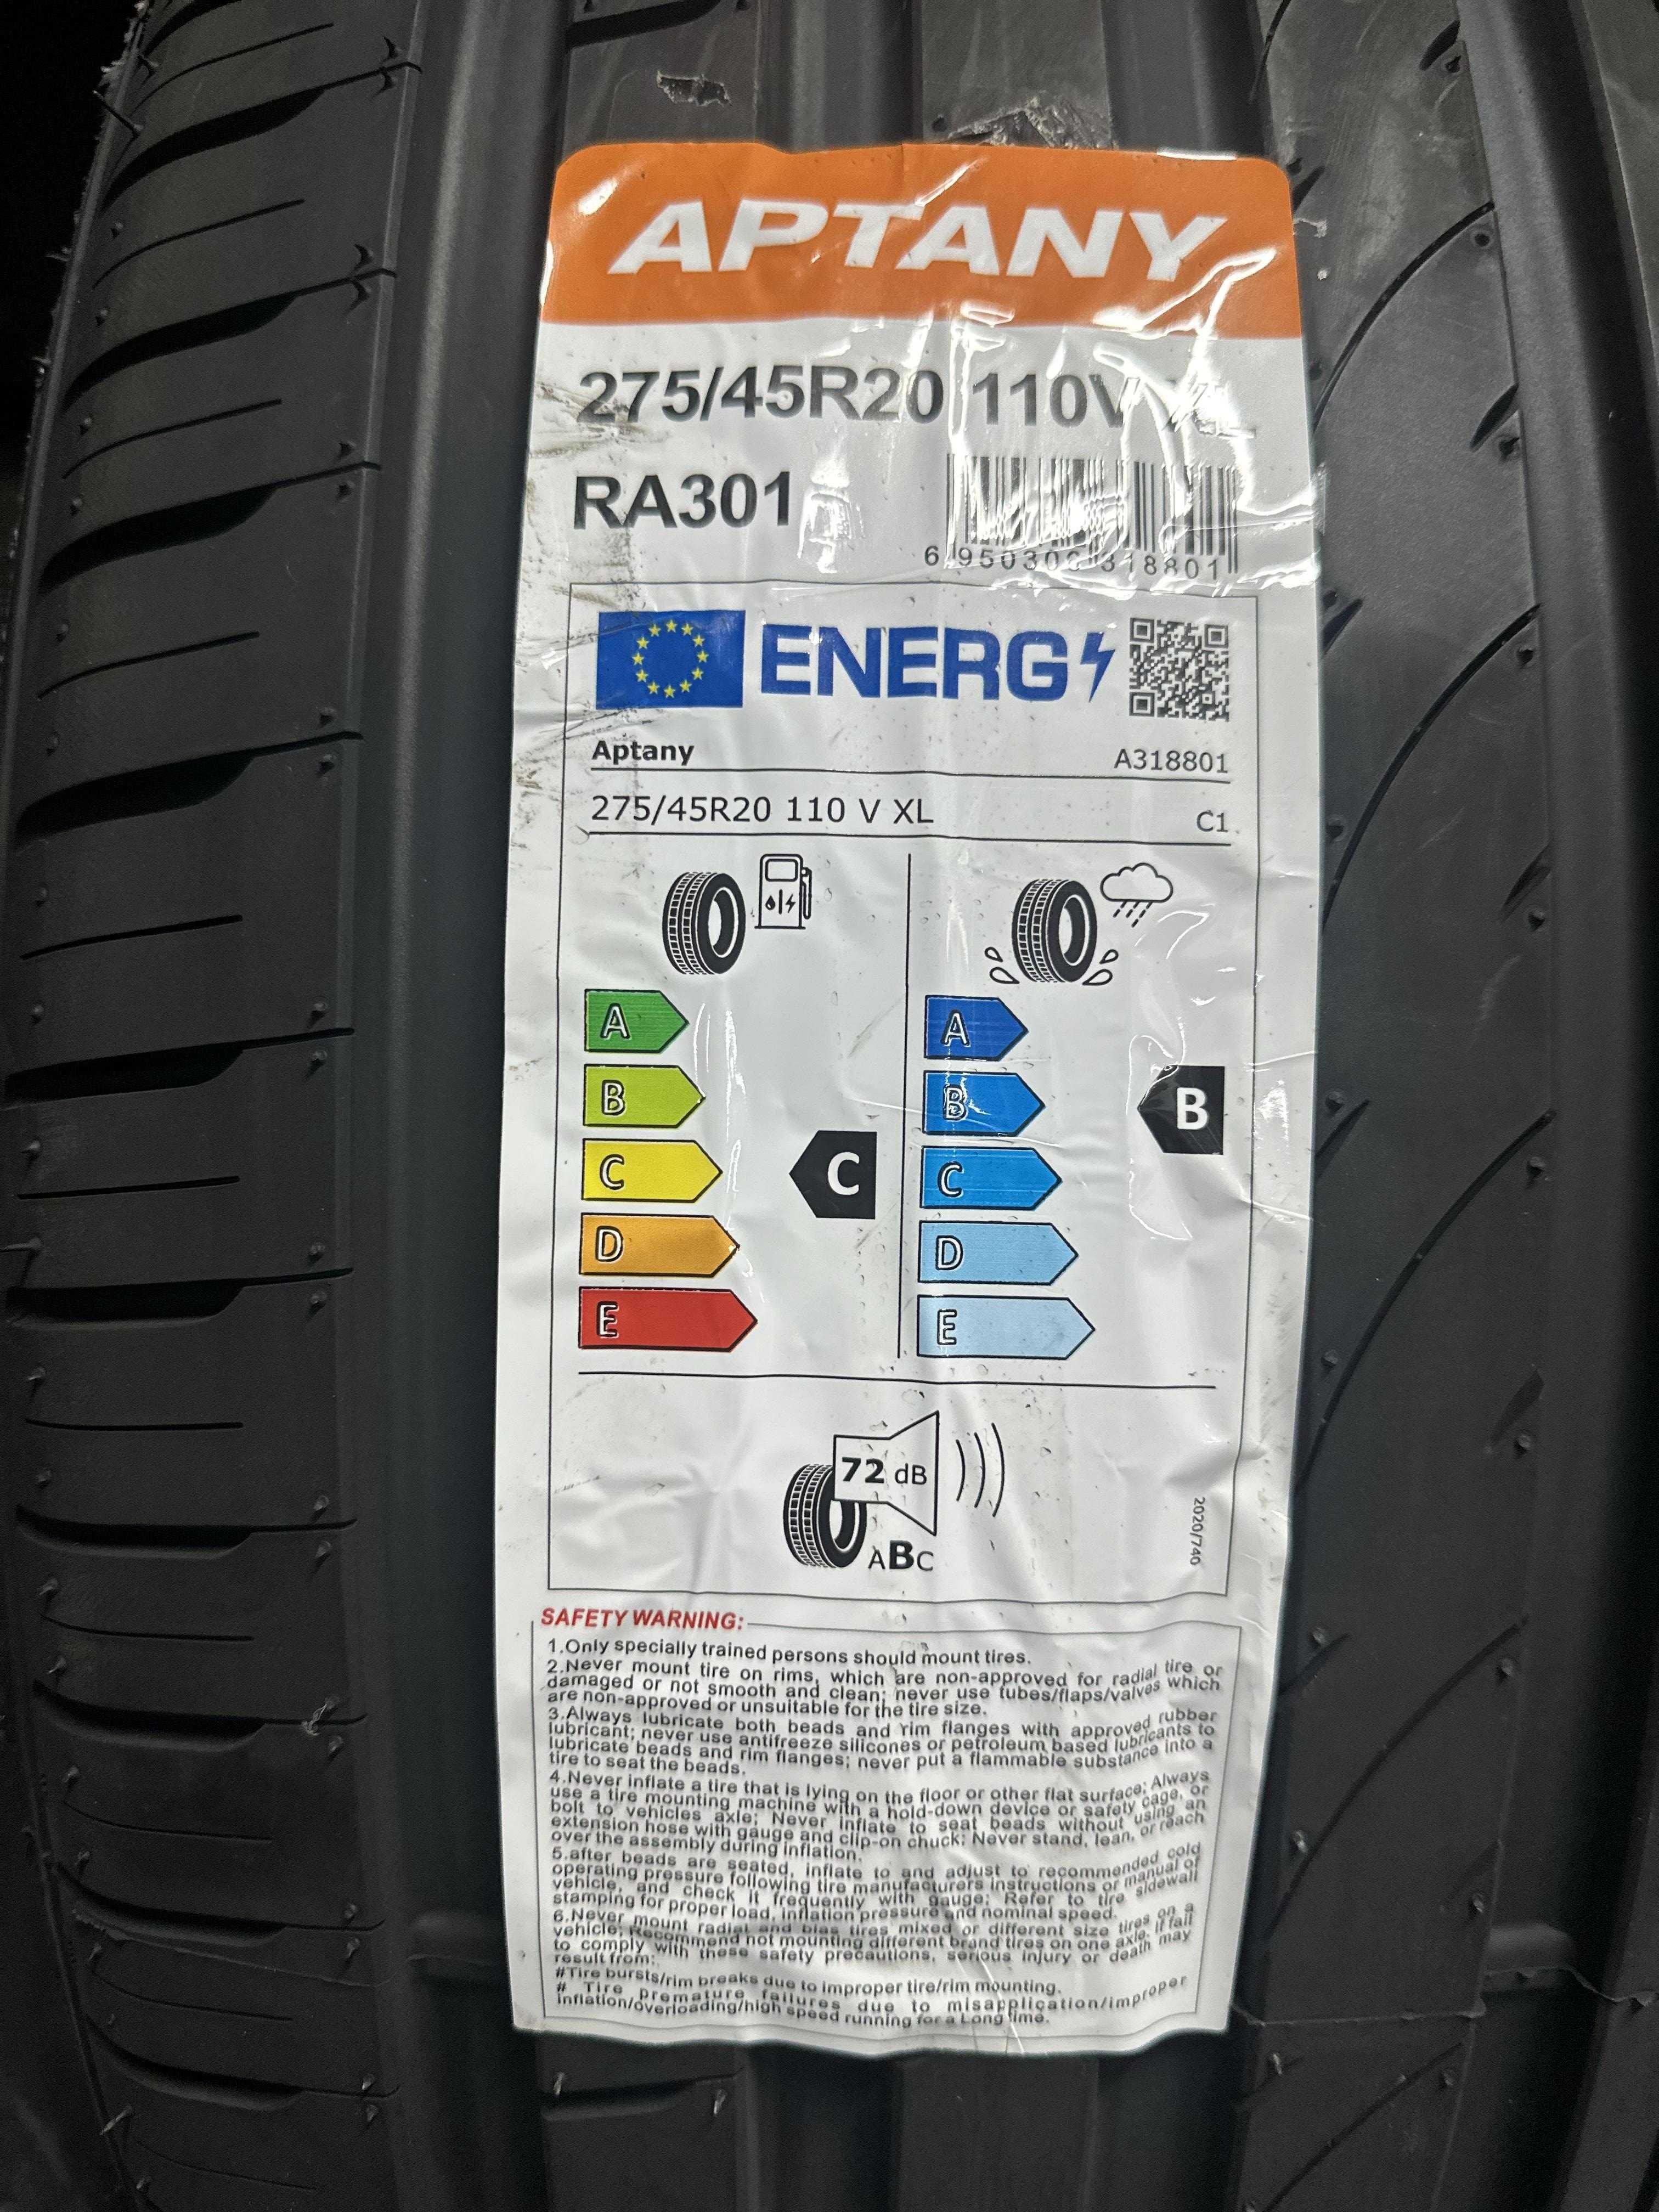 APTANY
275/45R20 110V
RA301
6 950306 318801
ENERG
Aptany A318801
275/45R20 110 V XL C1
A A
B B B
C C C
D D
E E
72 dB
ABC
2020/740
SAFETY WARNING:
1.Only specially trained persons should mount tires.
2.Never mount tire on rims, which are non-approved for radial tire or
damaged or not smooth and clean; never use tubes/flaps/valves which
are non-approved or unsuitable for the tire size.
3.Always lubricate both beads and rim flanges with approved rubber
lubricant; never use antifreeze silicones or petroleum based lubricants to
lubricate beads and rim flanges; never put a flammable substance into a
tire to seat the beads.
4.Never inflate a tire that is lying on the floor or other flat surface; Always
use a tire mounting machine with a hold-down device or safety cage, or
bolt to vehicles axle; Never inflate to seat beads without using an
extension hose with gauge and clip-on chuck; Never stand, lean, or reach
over the assembly during inflation.
5.after beads are seated, inflate to and adjust to recommended cold
operating pressure following tire manufacturers instructions or manual of
vehicle, and check it frequently with gauge; Refer to tire sidewall
stamping for proper load, inflation pressure and nominal speed.
6.Never mount radial and bias tires mixed or different size tires on a
vehicle; Recommend not mounting different brand tires on one axle. If fail
to comply with these safety precautions, serious injury or death may
result from:
#Tire bursts/rim breaks due to improper tire/rim mounting.
# Tire premature failures due to misapplication/improper
inflation/overloading/high speed running for a Long time.